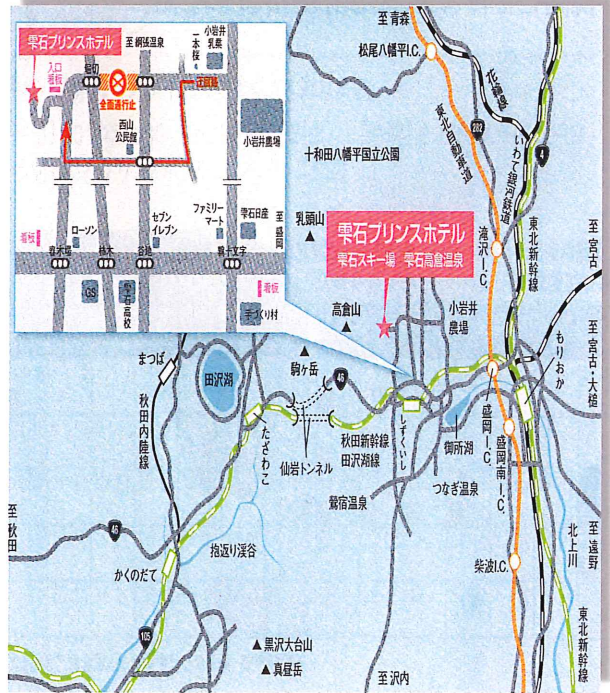 雫石プリンスホテル
至網張温泉
小岩井
乳業
一本桜
入口
看板
堀切
全面通行止
迂回路
西山
公民館
小岩井農場
看板
ローソン
セブン
イレブン
ファミリー
マート
雫石日産
至盛岡
春木場
柿木
谷地
鴬十文字
GS
雫石高校
看板
手づくり村
至青森
松尾八幡平I.C.
花輪線
282
東北自動車道
いわて銀河鉄道
4
十和田八幡平国立公園
乳頭山
雫石プリンスホテル
雫石スキー場 雫石高倉温泉
滝沢I.C.
東北新幹線
至宮古
高倉山
小岩井
農場
至宮古・大槌
もりおか
駒ヶ岳
46
まつば
田沢湖
秋田内陸線
たざわこ
仙岩トンネル
秋田新幹線
田沢湖線
しずくいし
御所湖
盛岡I.C.
盛岡南I.C.
つなぎ温泉
鶯宿温泉
至秋田
46
抱返り渓谷
かくのだて
北上川
至遠野
柴波I.C.
東北新幹線
105
黒沢大台山
真昼岳
至沢内